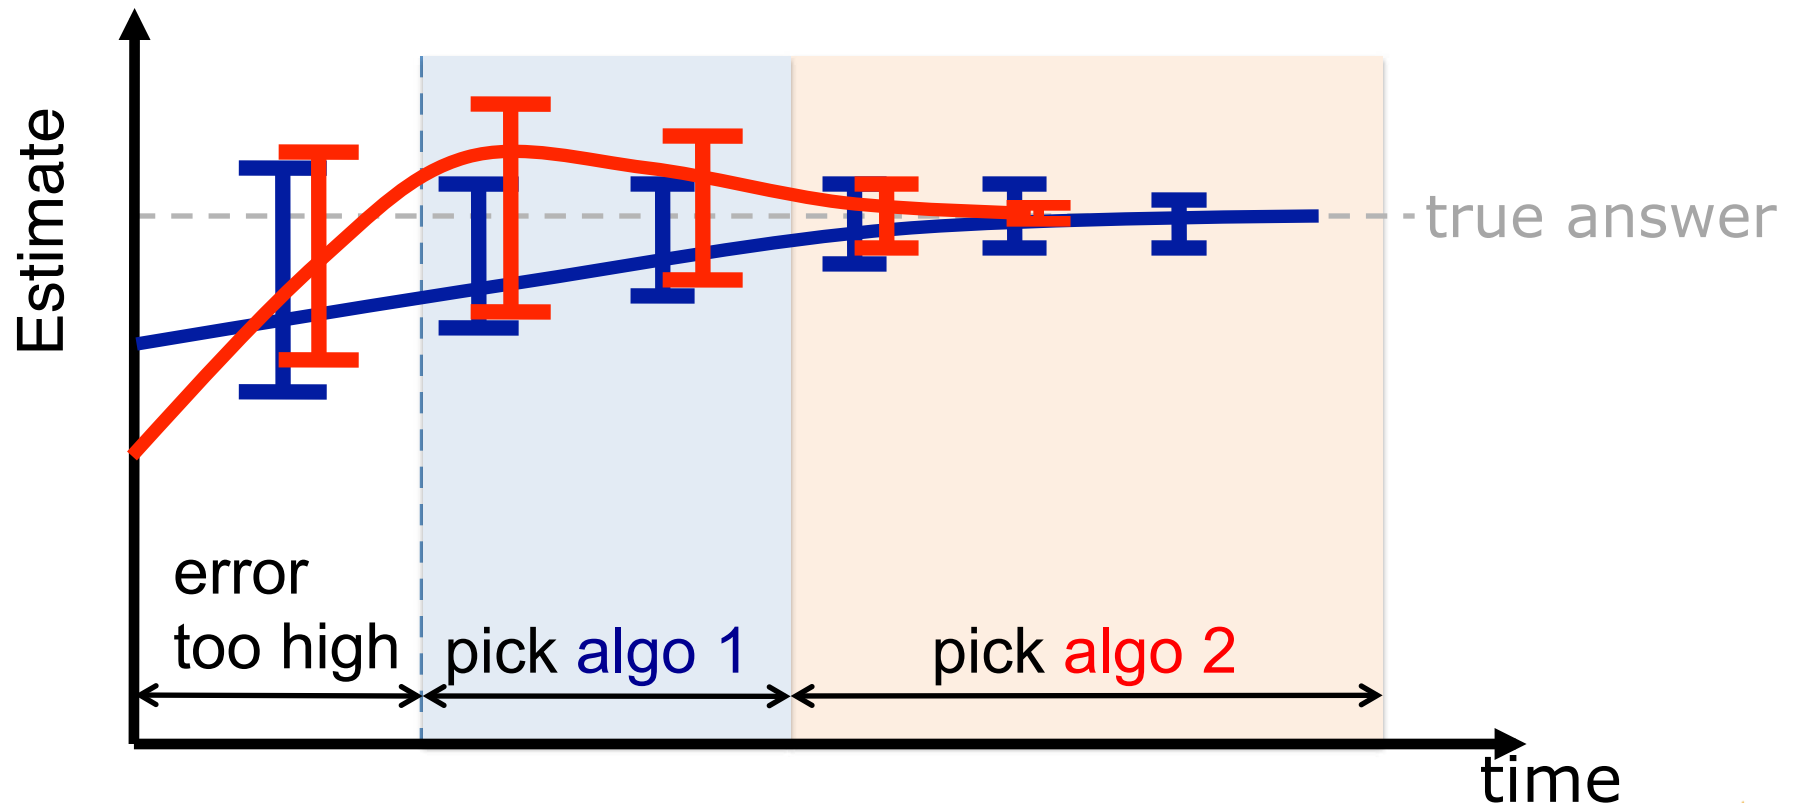 Estimate
true answer
error
too high
pick algo 1
pick algo 2
time